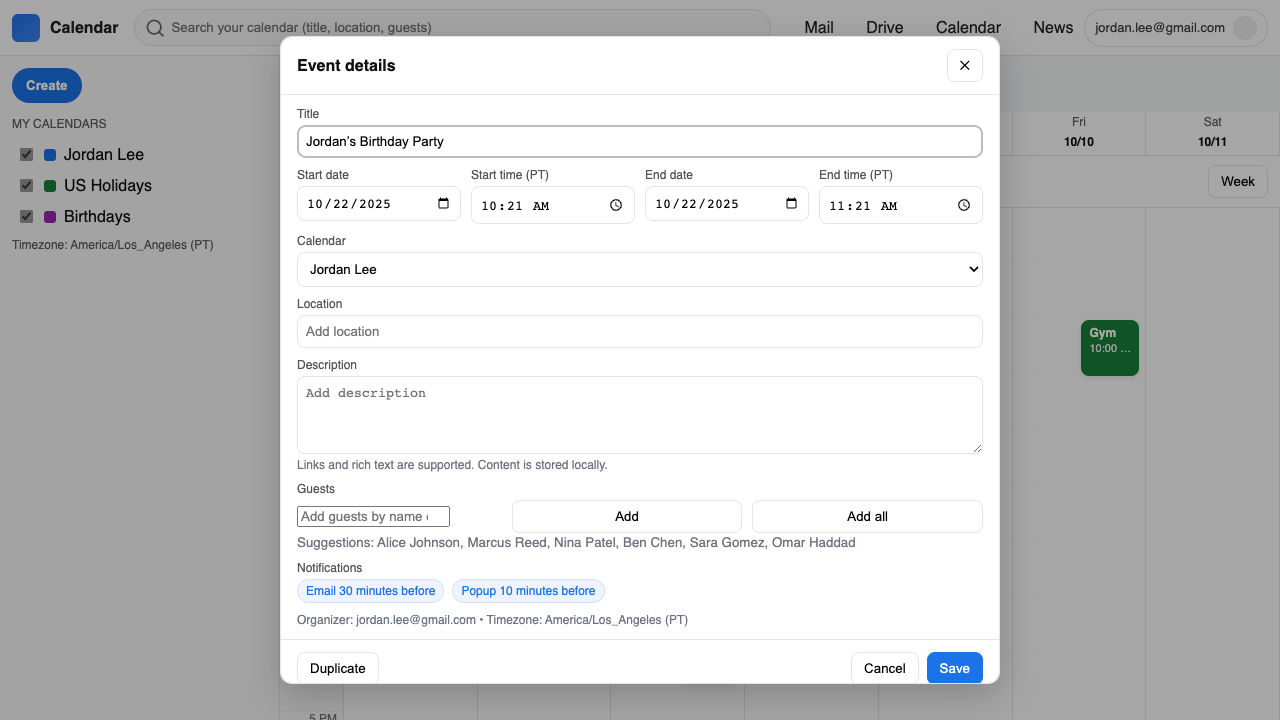 Calendar
Search your calendar (title, location, guests)
Mail
Drive
Calendar
News
jordan.lee@gmail.com
Create
MY CALENDARS
Jordan Lee
US Holidays
Birthdays
Timezone: America/Los_Angeles (PT)
Fri
10/10
Sat
10/11
Week
Gym
10:00 ...
5 PM
Event details
Title
Jordan's Birthday Party
Start date
Start time (PT)
End date
End time (PT)
10/22/2025
10:21 AM
10/22/2025
11:21 AM
Calendar
Jordan Lee
Location
Add location
Description
Add description
Links and rich text are supported. Content is stored locally.
Guests
Add guests by name
Add
Add all
Suggestions: Alice Johnson, Marcus Reed, Nina Patel, Ben Chen, Sara Gomez, Omar Haddad
Notifications
Email 30 minutes before
Popup 10 minutes before
Organizer: jordan.lee@gmail.com • Timezone: America/Los_Angeles (PT)
Duplicate
Cancel
Save